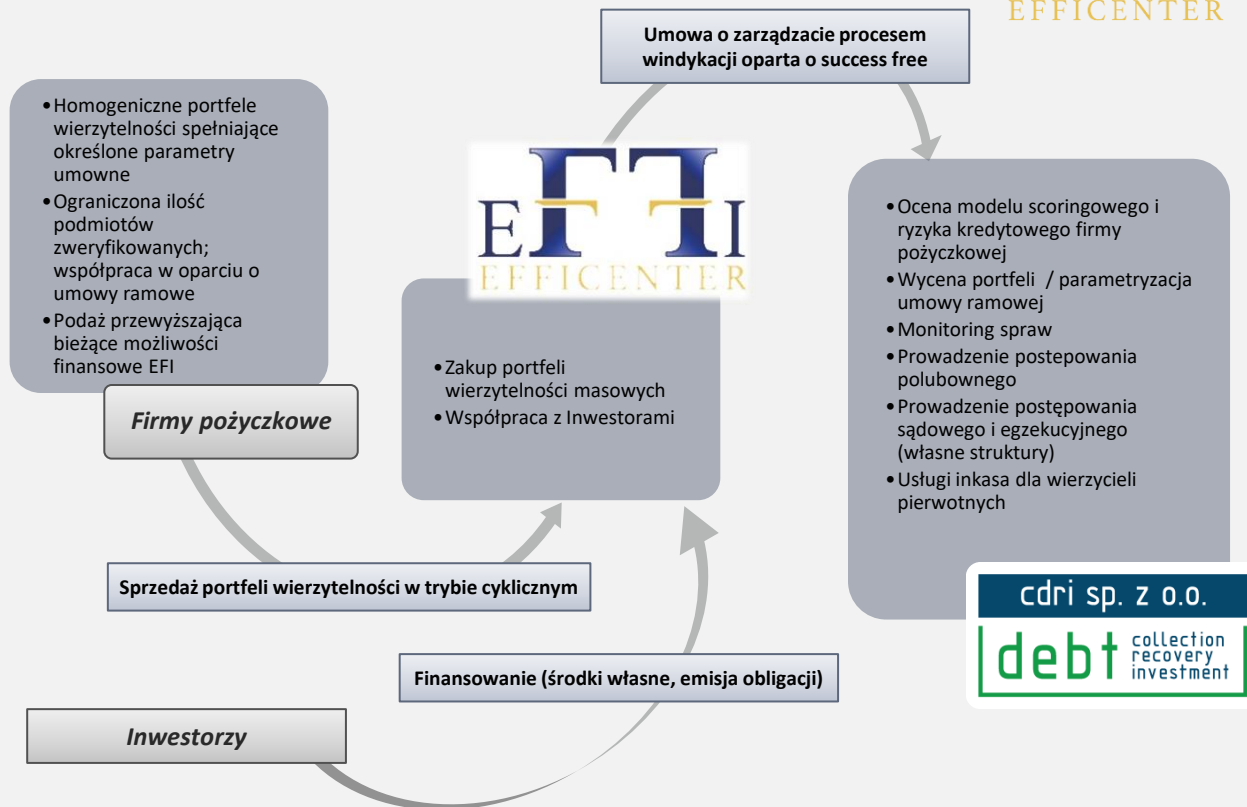 EFFICENTER
Umowa o zarządzacie procesem
windykacji oparta o success free
•Homogeniczne portfele
wierzytelności spełniające
określone parametry
umowne
•Ograniczona ilość
podmiotów
zweryfikowanych;
współpraca w oparciu o
umowy ramowe
•Podaż przewyższająca
bieżące możliwości
finansowe EFI
Firmy pożyczkowe
EFFI
EFFICENTER
•Zakup portfeli
wierzytelności masowych
•Współpraca z Inwestorami
•Ocena modelu scoringowego i
ryzyka kredytowego firmy
pożyczkowej
•Wycena portfeli / parametryzacja
umowy ramowej
•Monitoring spraw
•Prowadzenie postepowania
polubownego
•Prowadzenie postępowania
sądowego i egzekucyjnego
(własne struktury)
•Usługi inkasa dla wierzycieli
pierwotnych
Sprzedaż portfeli wierzytelności w trybie cyklicznym
cdri sp. z o.o.
debt
collection
recovery
investment
Finansowanie (środki własne, emisja obligacji)
Inwestorzy